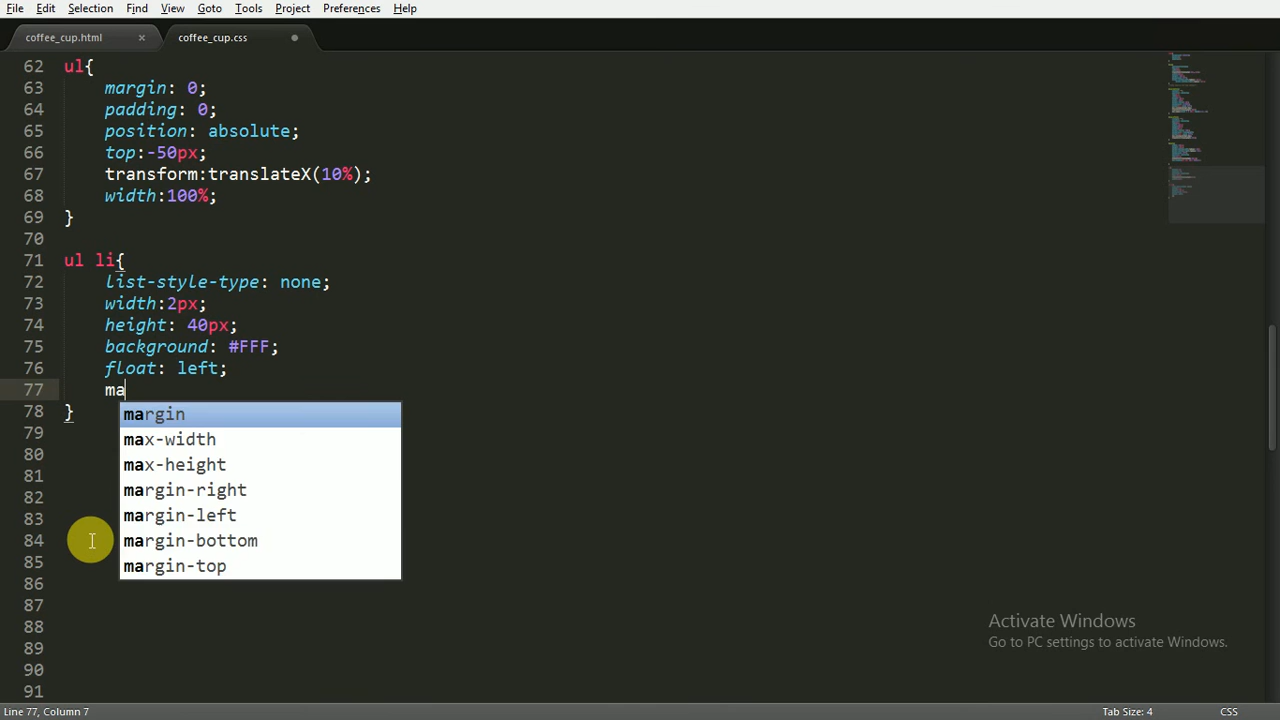 File Edit Selection Find View Goto Tools Project Preferences Help
coffee_cup.html × coffee_cup.css
62 ul{
63 margin: 0;
64 padding: 0;
65 position: absolute;
66 top:-50px;
67 transform:translateX(10%);
68 width:100%;
69 }
70
71 ul li{
72 list-style-type: none;
73 width:2px;
74 height: 40px;
75 background: #FFF;
76 float: left;
77 ma
78 }
margin
79
max-width
80
max-height
81
margin-right
82
margin-left
83
margin-bottom
84
margin-top
85
86
87
88
89
90
91
Activate Windows
Go to PC settings to activate Windows.
Line 77, Column 7 Tab Size: 4 CSS